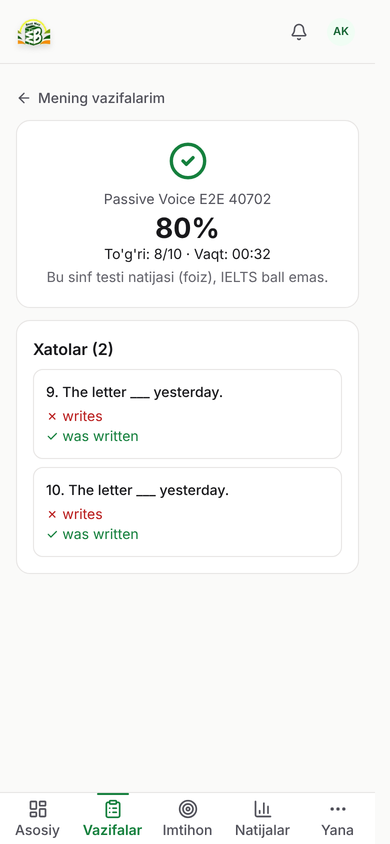 EB
AK
← Mening vazifalarim
Passive Voice E2E 40702
80%
To'g'ri: 8/10 · Vaqt: 00:32
Bu sinf testi natijasi (foiz), IELTS ball emas.
Xatolar (2)
9. The letter ___ yesterday.
× writes
✓ was written
10. The letter ___ yesterday.
× writes
✓ was written
Asosiy
Vazifalar
Imtihon
Natijalar
Yana